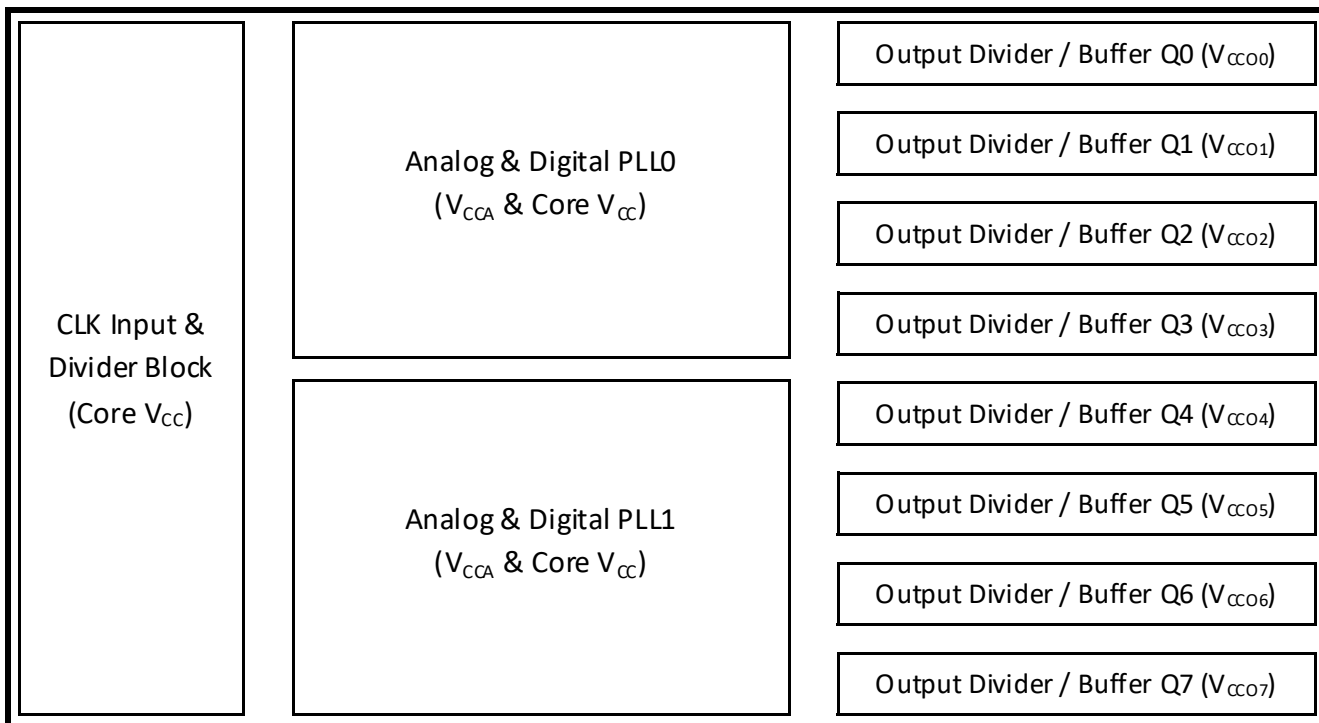 CLK Input &
Divider Block
(Core VCC)
Analog & Digital PLL0
(VCCA & Core VCC)
Analog & Digital PLL1
(VCCA & Core VCC)
Output Divider / Buffer Q0 (VCCO0)
Output Divider / Buffer Q1 (VCCO1)
Output Divider / Buffer Q2 (VCCO2)
Output Divider / Buffer Q3 (VCCO3)
Output Divider / Buffer Q4 (VCCO4)
Output Divider / Buffer Q5 (VCCO5)
Output Divider / Buffer Q6 (VCCO6)
Output Divider / Buffer Q7 (VCCO7)